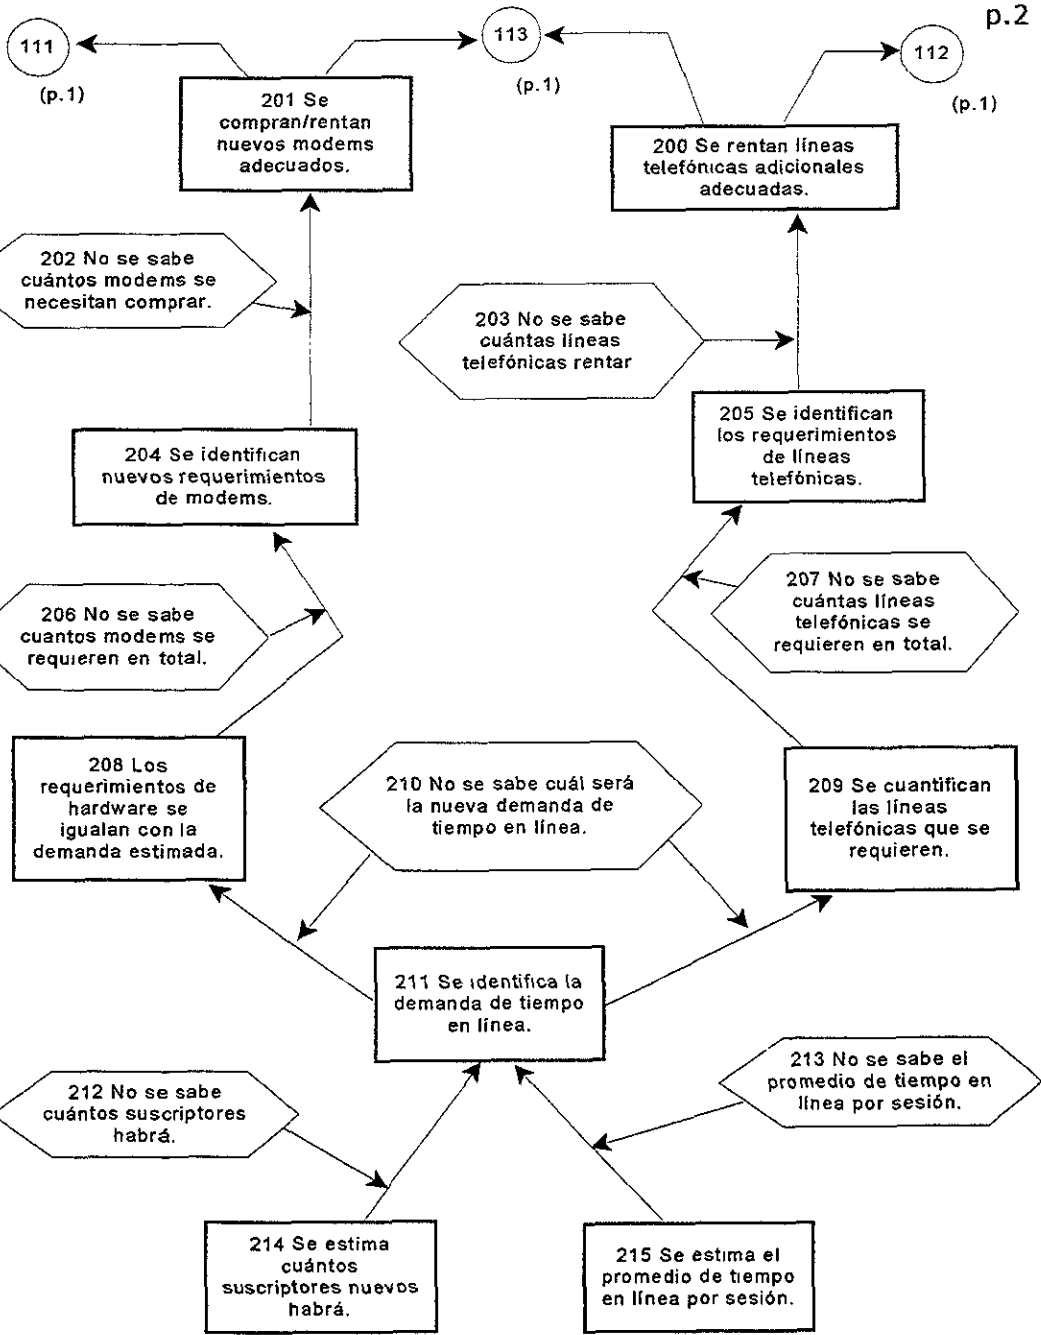 p.2
111
(p.1)
113
(p.1)
112
(p.1)
201 Se
compran/rentan
nuevos modems
adecuados.
200 Se rentan líneas
telefónicas adicionales
adecuadas.
202 No se sabe
cuántos modems se
necesitan comprar.
203 No se sabe
cuántas líneas
telefónicas rentar
204 Se identifican
nuevos requerimientos
de modems.
205 Se identifican
los requerimientos
de líneas
telefónicas.
206 No se sabe
cuantos modems se
requieren en total.
207 No se sabe
cuántas líneas
telefónicas se
requieren en total.
208 Los
requerimientos de
hardware se
igualan con la
demanda estimada.
210 No se sabe cuál será
la nueva demanda de
tiempo en línea.
209 Se cuantifican
las líneas
telefónicas que se
requieren.
211 Se identifica la
demanda de tiempo
en línea.
212 No se sabe
cuántos suscriptores
habrá.
213 No se sabe el
promedio de tiempo en
línea por sesión.
214 Se estima
cuántos
suscriptores nuevos
habrá.
215 Se estima el
promedio de tiempo
en línea por sesión.